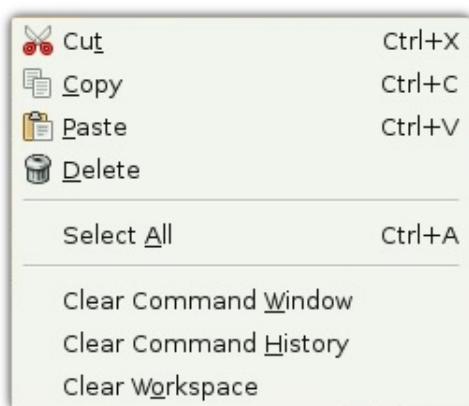 Cut Ctrl+X
Copy Ctrl+C
Paste Ctrl+V
Delete
Select All Ctrl+A
Clear Command Window
Clear Command History
Clear Workspace